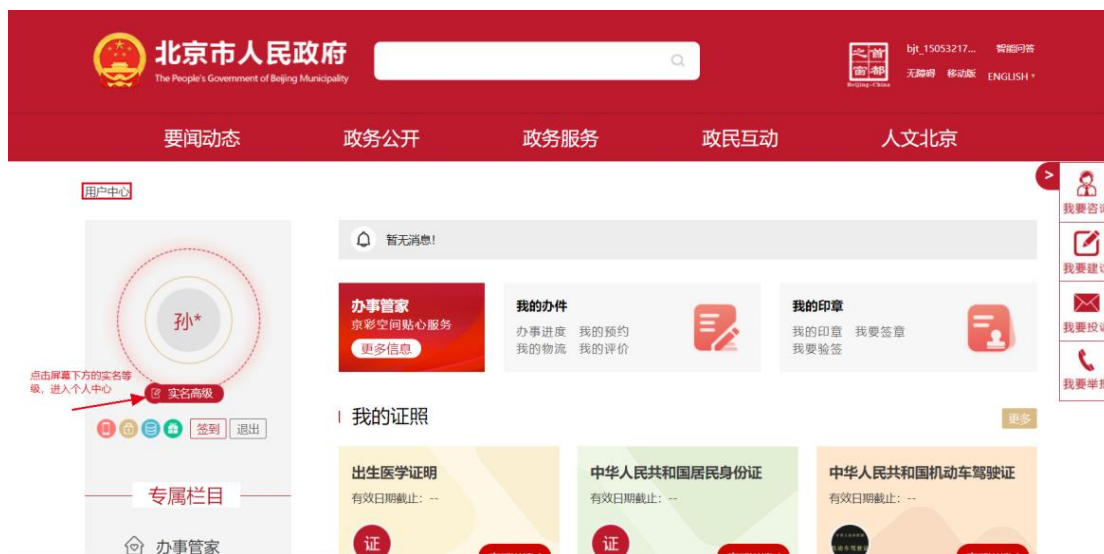 北京市人民政府
The People's Government of Beijing Municipality
首都之窗
Beijing-China
bjt_15053217... 智能问答
无障碍 移动版 ENGLISH
要闻动态 政务公开 政务服务 政民互动 人文北京
用户中心
>
我要咨询
我要建议
我要投诉
我要举报
暂无消息!
孙*
点击屏幕下方的实名等
级，进入个人中心
实名高级
签到 退出
专属栏目
办事管家
办事管家
京彩空间贴心服务
更多信息
我的办件
办事进度 我的预约
我的物流 我的评价
我的印章
我的印章 我要签章
我要验签
我的证照
更多
出生医学证明
有效日期截止：--
证
中华人民共和国居民身份证
有效日期截止：--
证
中华人民共和国机动车驾驶证
有效日期截止：--